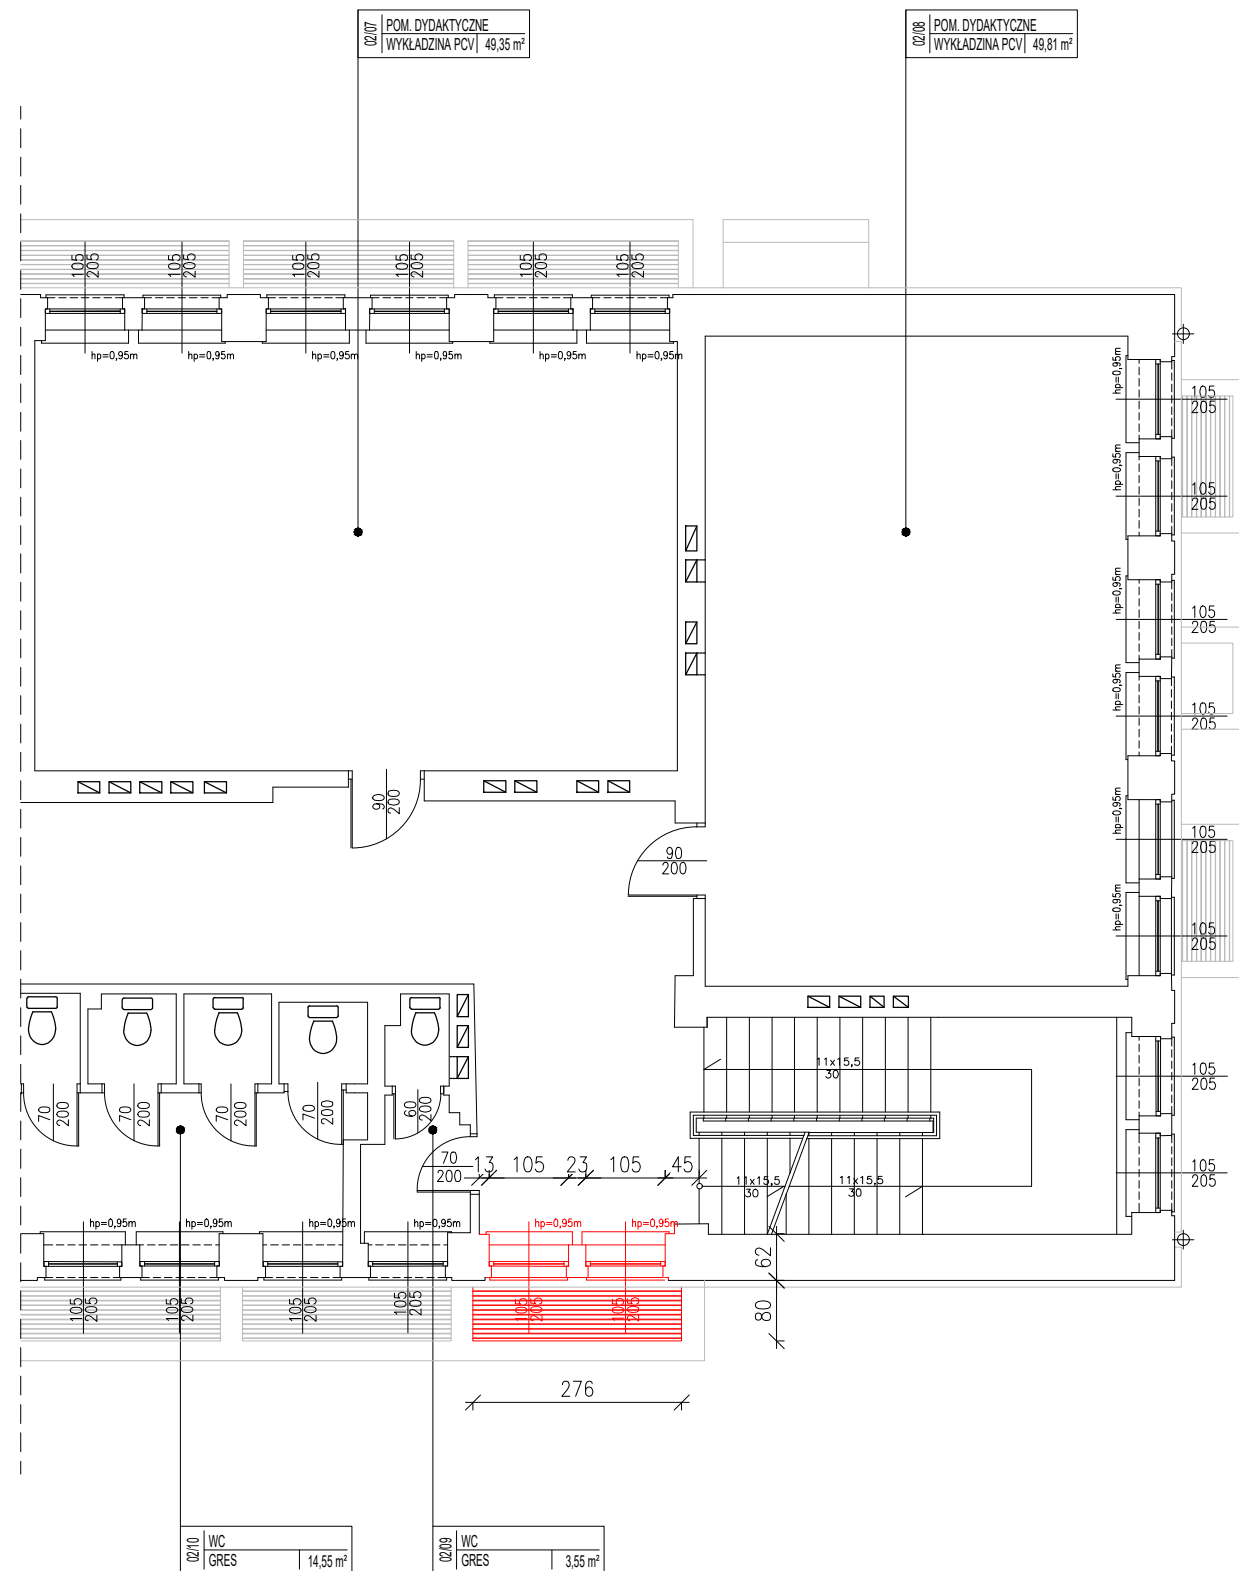 02/07
POM. DYDAKTYCZNE
WYKŁADZINA PCV 49,35 m²
02/08
POM. DYDAKTYCZNE
WYKŁADZINA PCV 49,81 m²
105
205
105
205
105
205
105
205
105
205
105
205
hp=0,95m
hp=0,95m
hp=0,95m
hp=0,95m
hp=0,95m
hp=0,95m
hp=0,95m
105
205
hp=0,95m
105
205
hp=0,95m
105
205
hp=0,95m
105
205
hp=0,95m
105
205
hp=0,95m
105
205
90
200
90
200
70
200
70
200
70
200
70
200
60
200
70
200
13 105 23 105 45
11x15,5
30
11x15,5
30
11x15,5
30
105
205
105
205
hp=0,95m
hp=0,95m
hp=0,95m
hp=0,95m
hp=0,95m
105
205
105
205
105
205
105
205
105
205
105
205
62
80
276
02/10
WC
GRES 14,55 m²
02/09
WC
GRES 3,55 m²